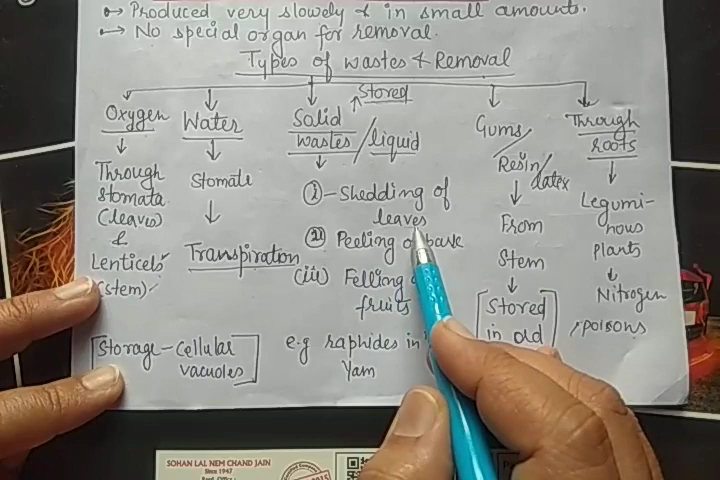 ↦ Produced very slowly & in small amounts.
↦ No special organ for removal.
Types of wastes & Removal
Oxygen
↓
Through
Stomata
(leaves)
&
Lenticels
(stem)
Water
↓
Stomate
↓
Transpiration
↑ Stored
Solid
wastes / liquid
↓
(i) - Shedding of
leaves
(ii) Peeling of bark
(iii) Felling
fruits
Gums
/
Resin / latex
↓
From
Stem
↓
[Stored
in old
Through
roots
↓
Legumi-
nous
Plants
↓
Nitrogen
, poisons
[Storage - Cellular
vacuoles]
e.g raphides in
Yam
SOHAN LAL NEM CHAND JAIN
Since 1947